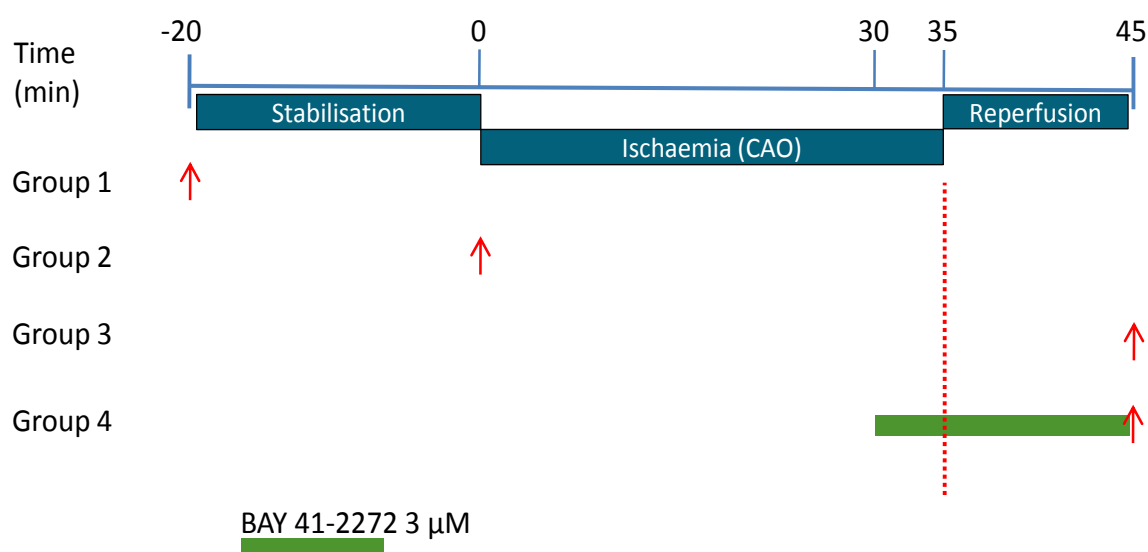 -20 0 30 35 45
Time
(min)
Stabilisation Reperfusion
Ischaemia (CAO)
Group 1
Group 2
Group 3
Group 4
BAY 41-2272 3 µM